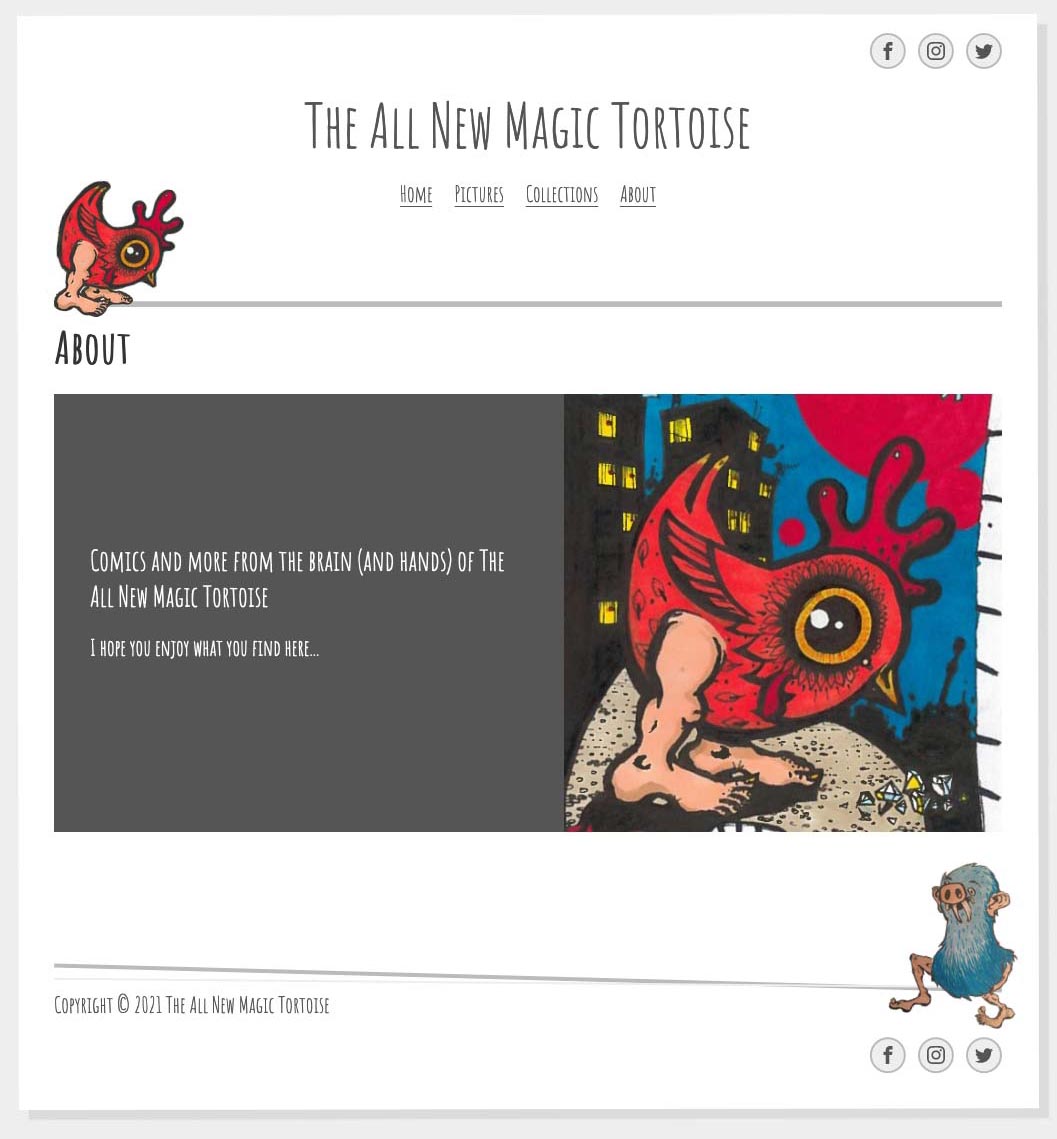 The All New Magic Tortoise
Home Pictures Collections About
About
Comics and more from the brain (and hands) of The
All New Magic Tortoise
I hope you enjoy what you find here...
Copyright © 2021 The All New Magic Tortoise